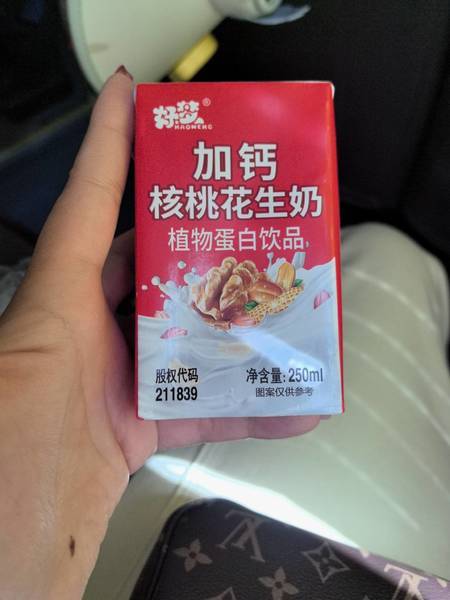 好梦®
HAOMENG
加钙
核桃花生奶
植物蛋白饮品
股权代码
211839
净含量:250ml
图案仅供参考